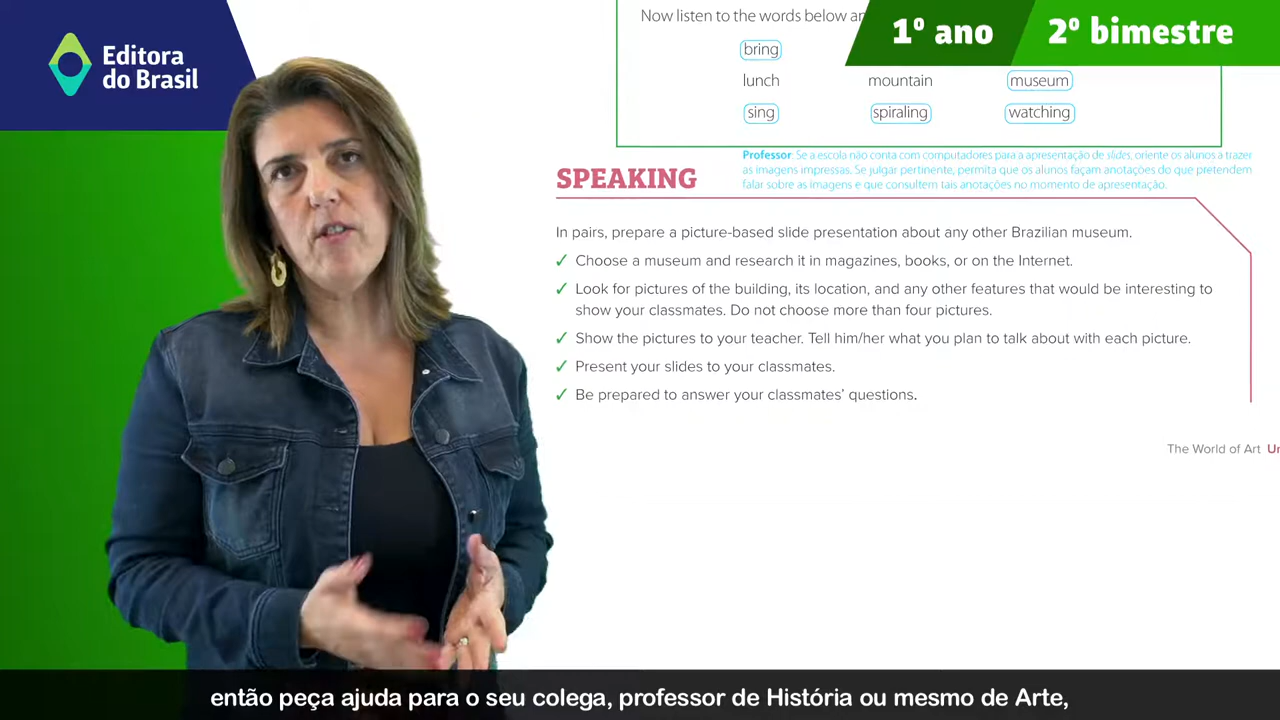 Editora
do Brasil
1º ano
2º bimestre
Now listen to the words below
bring
lunch
mountain
museum
sing
spiraling
watching
Professor: Se a escola não conta com computadores para a apresentação de slides, oriente os alunos a trazer
as imagens impressas. Se julgar pertinente, permita que os alunos façam anotações do que pretendem
falar sobre as imagens e que consultem tais anotações no momento de apresentação.
SPEAKING
In pairs, prepare a picture-based slide presentation about any other Brazilian museum.
✓ Choose a museum and research it in magazines, books, or on the Internet.
✓ Look for pictures of the building, its location, and any other features that would be interesting to
show your classmates. Do not choose more than four pictures.
✓ Show the pictures to your teacher. Tell him/her what you plan to talk about with each picture.
✓ Present your slides to your classmates.
✓ Be prepared to answer your classmates' questions.
The World of Art
então peça ajuda para o seu colega, professor de História ou mesmo de Arte,